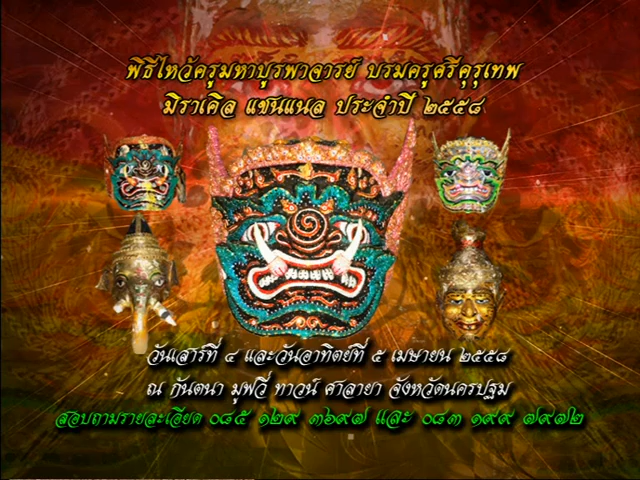 พิธีไหว้ครูมหาบูรพาจารย์ บรมครูศรีคุรุเทพ
มิราเคิล แชนแนล ประจำปี ๒๕๕๘
วันเสาร์ที่ ๔ และวันอาทิตย์ที่ ๕ เมษายน ๒๕๕๘
ณ กันตนา มูฟวี่ ทาวน์ ศาลายา จังหวัดนครปฐม
สอบถามรายละเอียด ๐๘๕ ๑๒๙ ๓๖๙๗ และ ๐๘๓ ๑๙๙ ๗๙๗๒